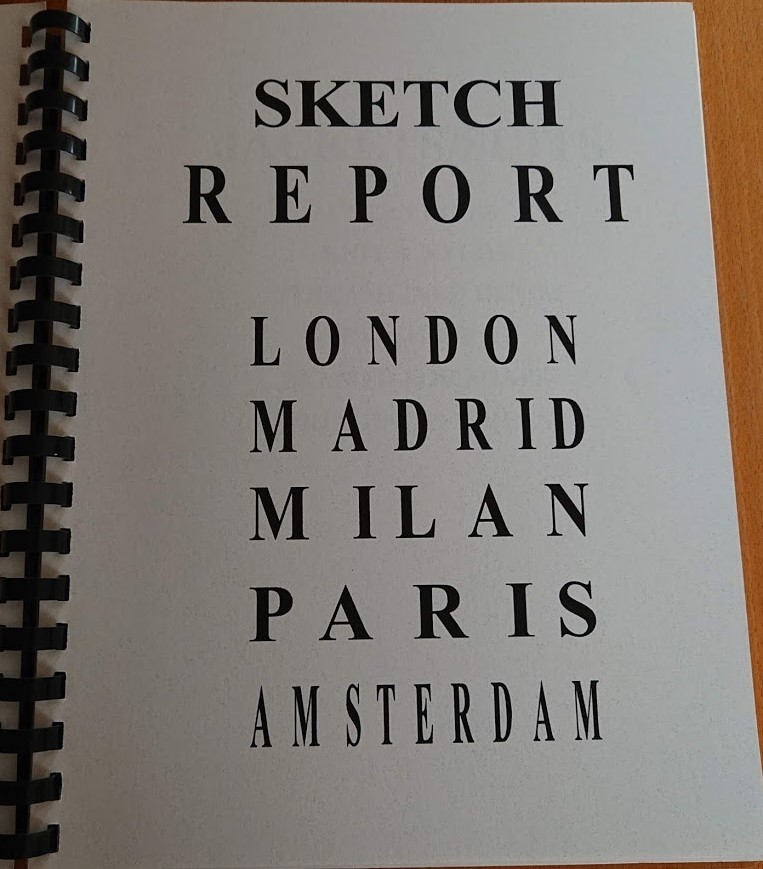 SKETCH
REPORT
LONDON
MADRID
MILAN
PARIS
AMSTERDAM